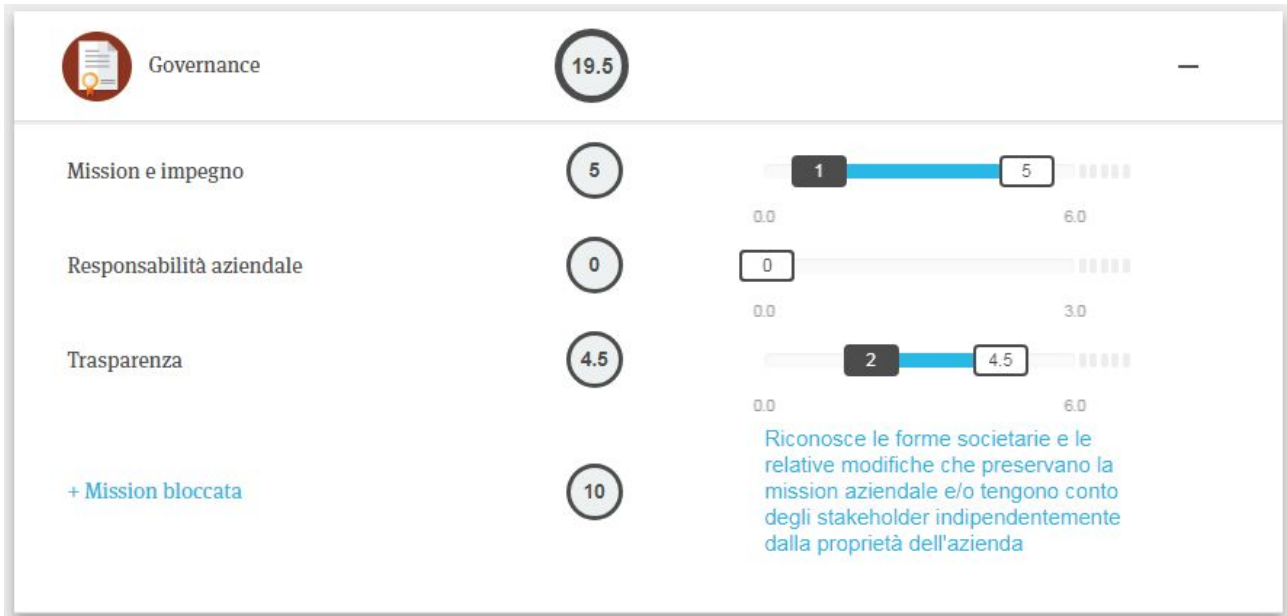 Governance 19.5
Mission e impegno 5 1 5
0.0 6.0
Responsabilità aziendale 0 0
0.0 3.0
Trasparenza 4.5 2 4.5
0.0 6.0
Riconosce le forme societarie e le
relative modifiche che preservano la
+ Mission bloccata 10 mission aziendale e/o tengono conto
degli stakeholder indipendentemente
dalla proprietà dell'azienda